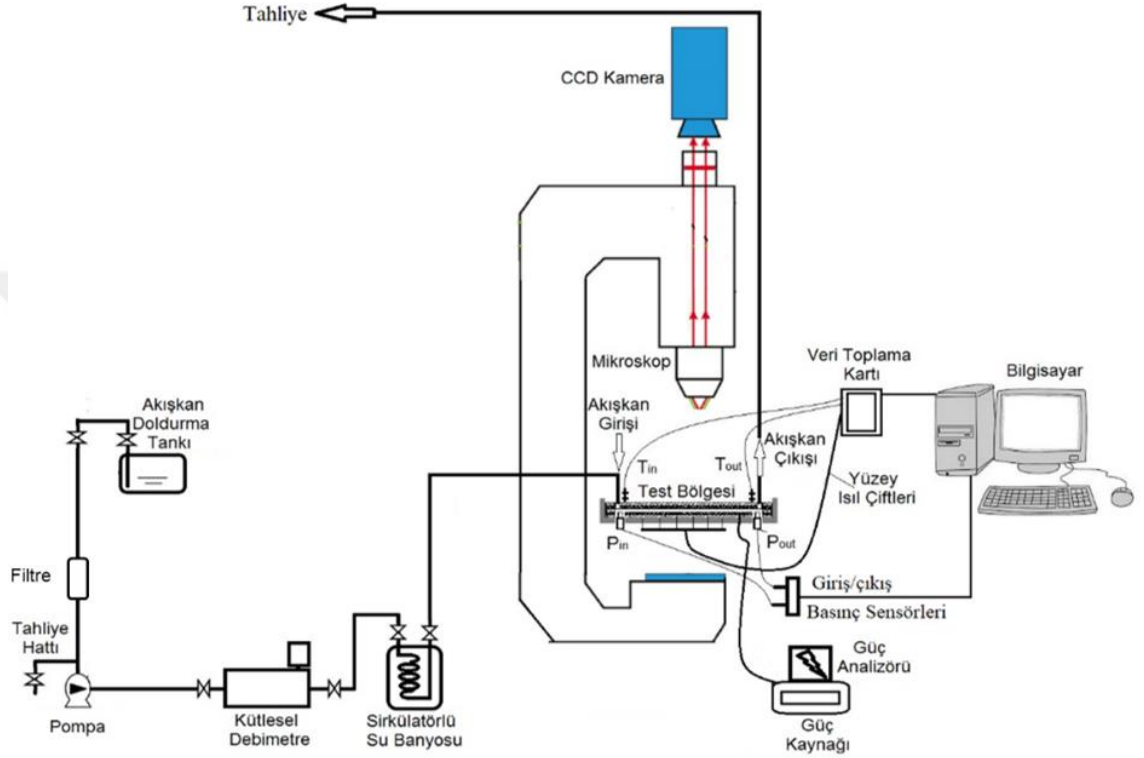 Tahliye
CCD Kamera
Mikroskop
Veri Toplama
Kartı
Bilgisayar
Akışkan
Doldurma
Tankı
Akışkan
Girişi
Akışkan
Çıkışı
Tin
Tout
Test Bölgesi
Yüzey
Isıl Çiftleri
Pin
Pout
Filtre
Giriş/çıkış
Basınç Sensörleri
Tahliye
Hattı
Güç
Analizörü
Pompa
Kütlesel
Debimetre
Sirkülatörlü
Su Banyosu
Güç
Kaynağı